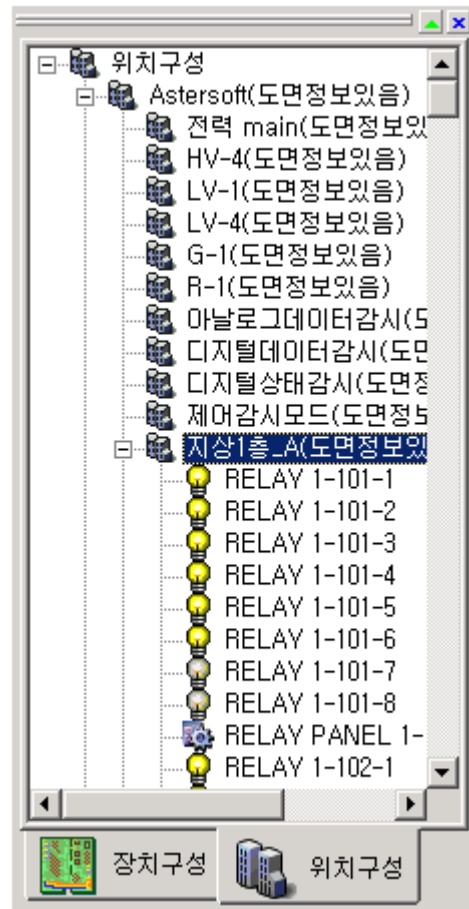 위치구성
Astersoft(도면정보있음)
전력 main(도면정보있
HV-4(도면정보있음)
LV-1(도면정보있음)
LV-4(도면정보있음)
G-1(도면정보있음)
R-1(도면정보있음)
아날로그데이터감시(도
디지털데이터감시(도면
디지털상태감시(도면정
제어감시모드(도면정보
지상1층_A(도면정보있
RELAY 1-101-1
RELAY 1-101-2
RELAY 1-101-3
RELAY 1-101-4
RELAY 1-101-5
RELAY 1-101-6
RELAY 1-101-7
RELAY 1-101-8
RELAY PANEL 1-
RELAY 1-102-1
장치구성 위치구성